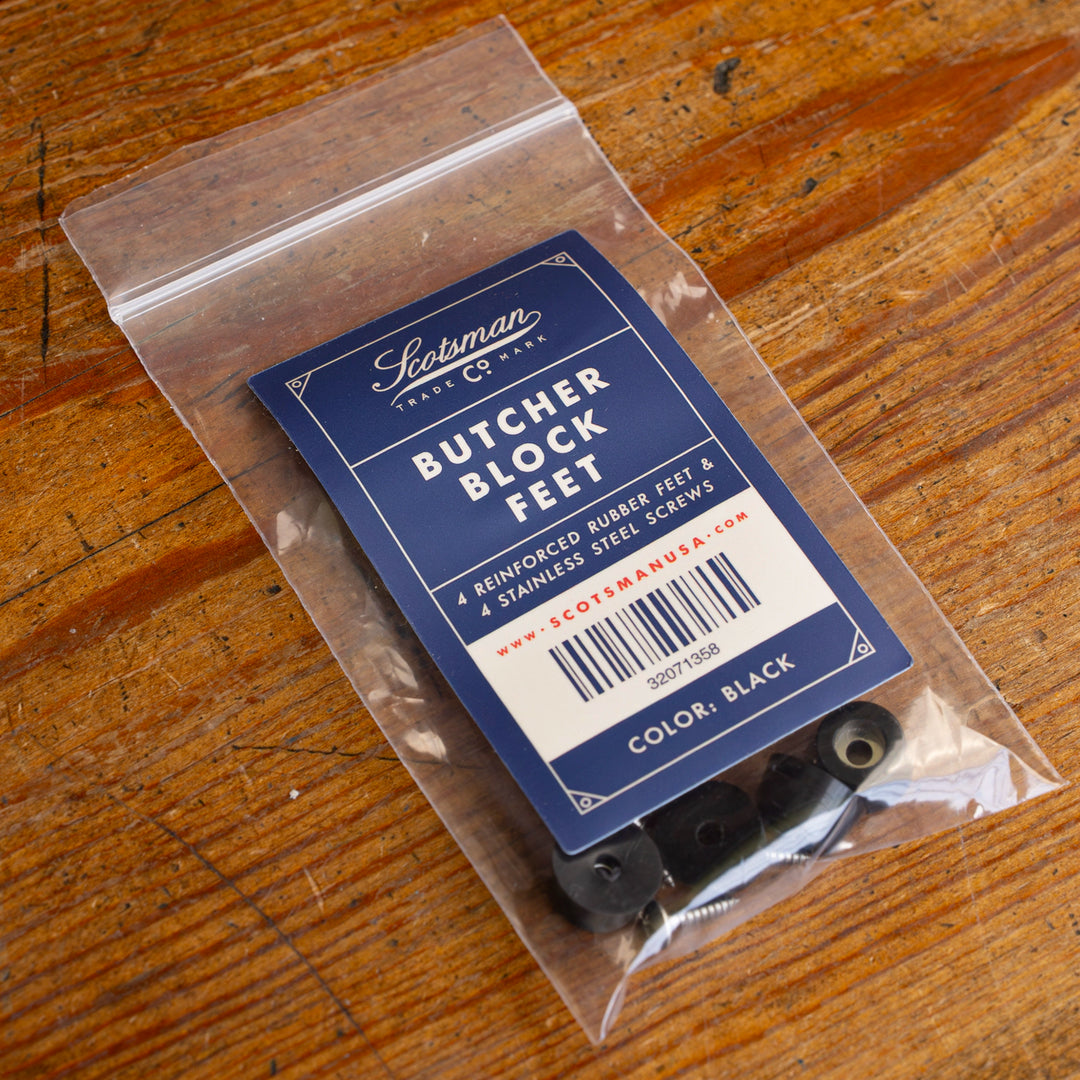 Scotsman
TRADE Co. MARK
BUTCHER
BLOCK
FEET
4 REINFORCED RUBBER FEET &
4 STAINLESS STEEL SCREWS
www.SCOTSMANUSA.COM
32071358
COLOR: BLACK